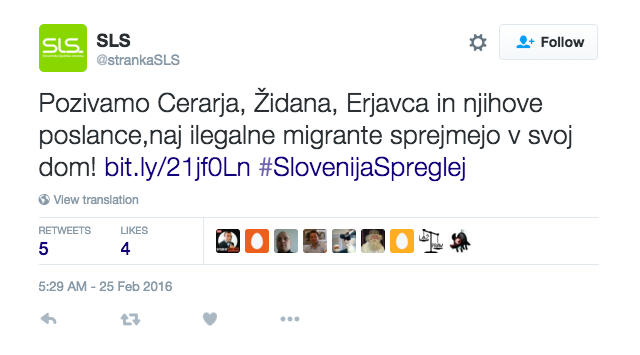 SLS
SLS
@strankaSLS
Follow
Pozivamo Cerarja, Židana, Erjavca in njihove
poslance,naj ilegalne migrante sprejmejo v svoj
dom! bit.ly/21jf0Ln #SlovenijaSpreglej
View translation
RETWEETS
5
LIKES
4
5:29 AM - 25 Feb 2016